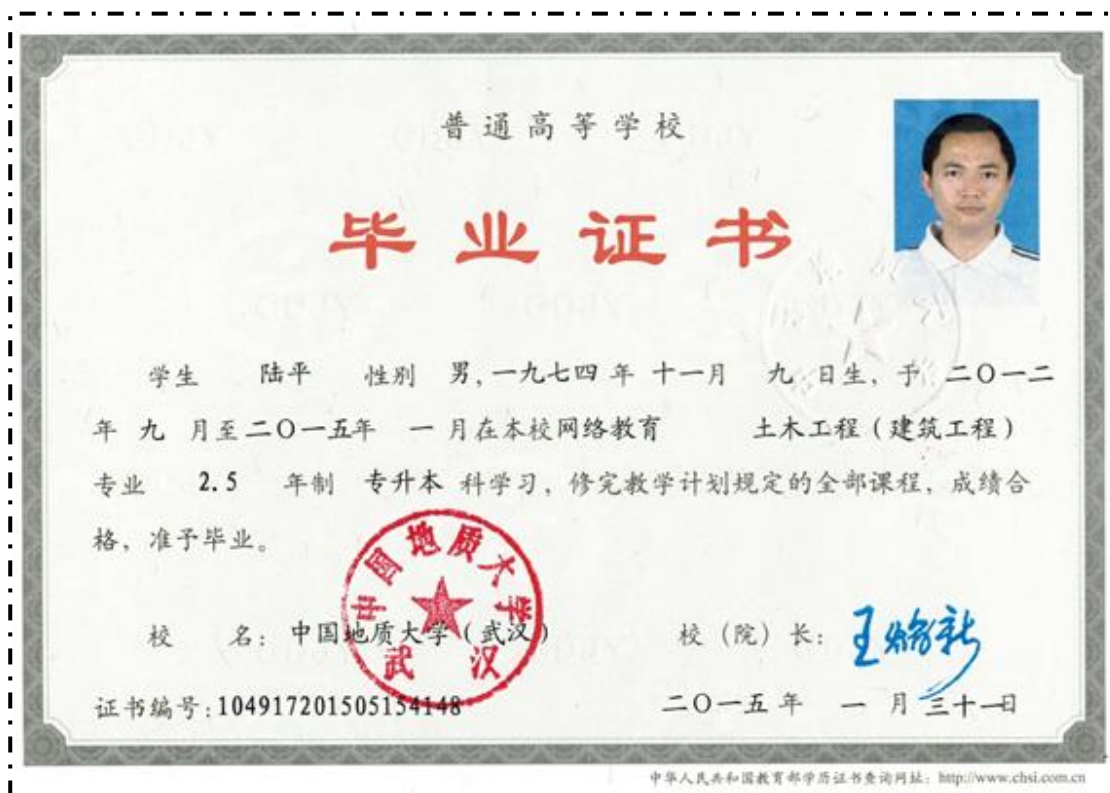 普通高等学校
毕业证书
学生 陆平 性别 男,一九七四年 十一月 九 日生, 于 二〇一二
年 九 月至二〇一五年 一 月在本校网络教育 土木工程(建筑工程)
专业 2.5 年制 专升本 科学习, 修完教学计划规定的全部课程, 成绩合
格, 准予毕业。
中国地质大学
武汉
校 名: 中国地质大学(武汉) 校(院)长: 王焰新
证书编号:104917201505154148 二〇一五年 一 月 三十一日
中华人民共和国教育部学历证书查询网址: http://www.chsi.com.cn